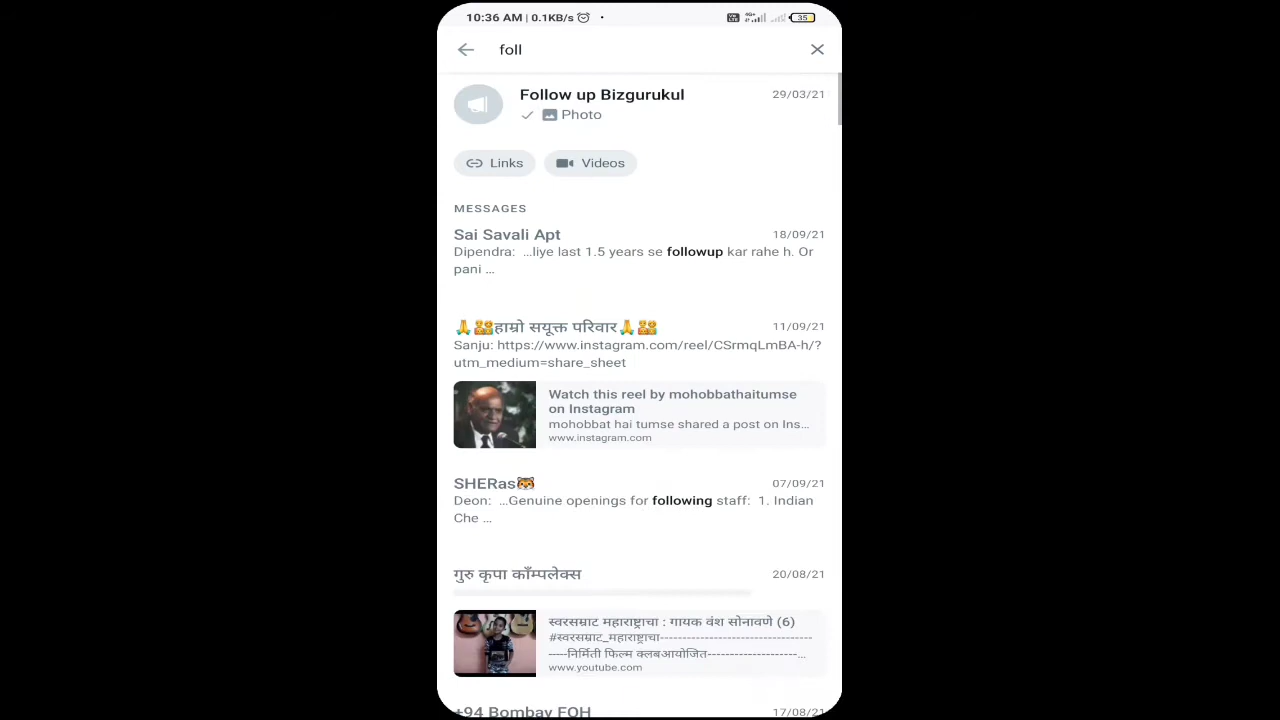 10:36 AM | 0.1KB/s
35
foll
Follow up Bizgurukul 29/03/21
Photo
Links Videos
MESSAGES
Sai Savali Apt 18/09/21
Dipendra: ...liye last 1.5 years se followup kar rahe h. Or
pani ...
🙏👨‍👩‍👧‍👦हाम्रो सयूक्त परिवार🙏👨‍👩‍👧‍👦 11/09/21
Sanju: https://www.instagram.com/reel/CSrmqLmBA-h/?
utm_medium=share_sheet
Watch this reel by mohobbathaitumse
on Instagram
mohobbat hai tumse shared a post on Ins...
www.instagram.com
SHERas🐯 07/09/21
Deon: ...Genuine openings for following staff: 1. Indian
Che ...
गुरु कृपा कॉंम्पलेक्स 20/08/21
स्वरसम्राट महाराष्ट्राचा : गायक वंश सोनावणे (6)
#स्वरसम्राट_महाराष्ट्राचा----------------------------------
-----निर्मिती फिल्म क्लबआयोजित--------------------...
www.youtube.com
+94 Bombay FOH 17/08/21